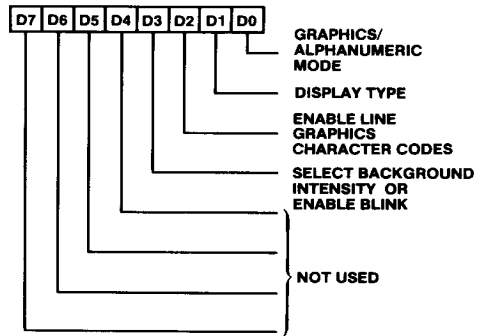 D7 D6 D5 D4 D3 D2 D1 D0
GRAPHICS/
ALPHANUMERIC
MODE
DISPLAY TYPE
ENABLE LINE
GRAPHICS
CHARACTER CODES
SELECT BACKGROUND
INTENSITY OR
ENABLE BLINK
NOT USED